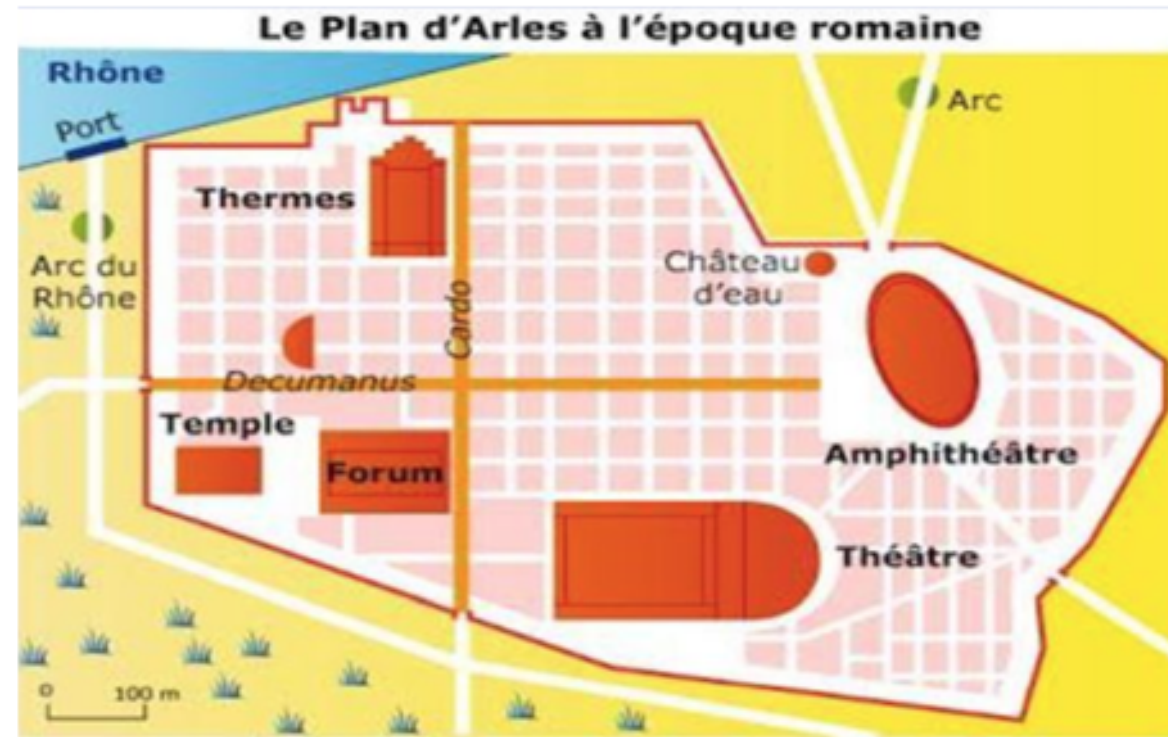 Le Plan d'Arles à l'époque romaine
Rhône
Port
Arc
Thermes
Arc du
Rhône
Château
d'eau
Cardo
Decumanus
Temple
Forum
Amphithéâtre
Théâtre
0 100 m